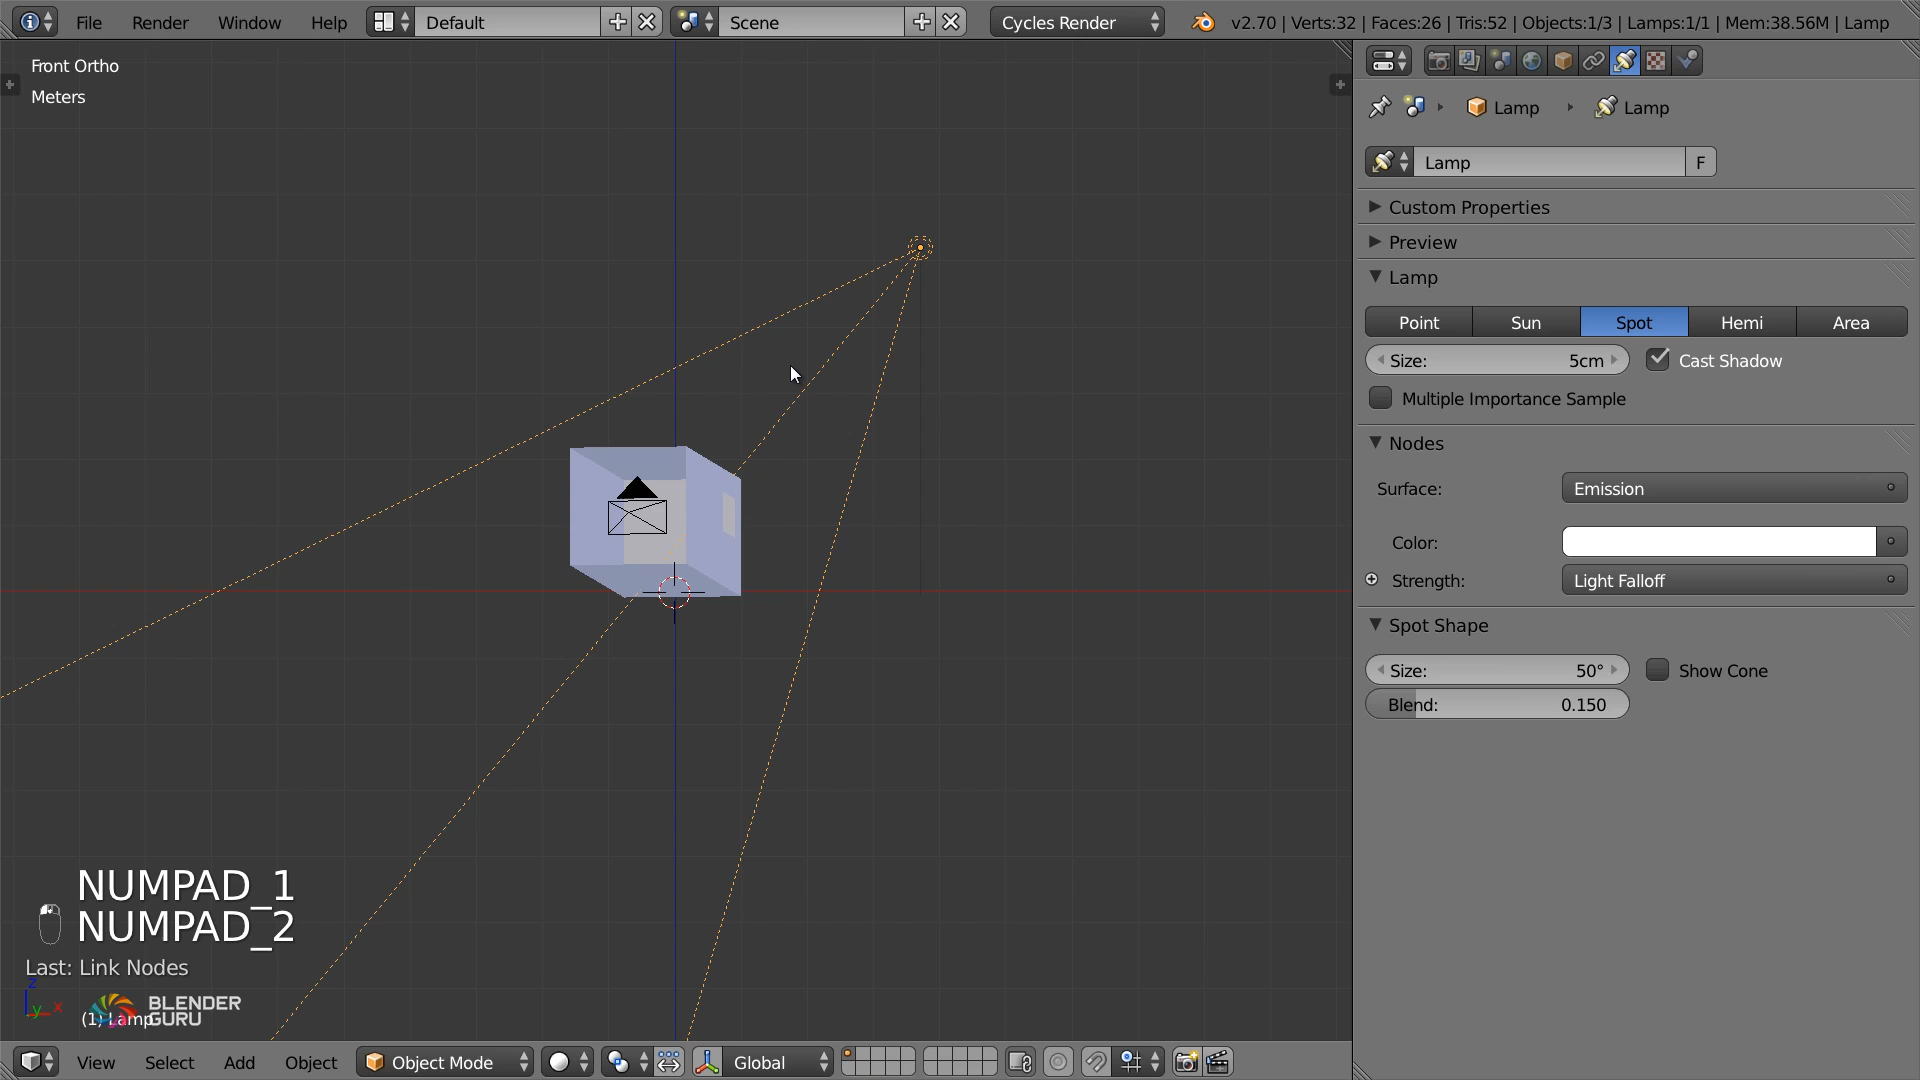 File Render Window Help Default Scene Cycles Render v2.70 | Verts:32 | Faces:26 | Tris:52 | Objects:1/3 | Lamps:1/1 | Mem:38.56M | Lamp
Front Ortho
Meters
Lamp Lamp
Lamp F
Custom Properties
Preview
Lamp
Point Sun Spot Hemi Area
Size: 5cm Cast Shadow
Multiple Importance Sample
Nodes
Surface: Emission
Color:
Strength: Light Falloff
Spot Shape
Size: 50° Show Cone
Blend: 0.150
NUMPAD_1
NUMPAD_2
Last: Link Nodes
z
y x
BLENDER
GURU
(1) Lamp
View Select Add Object Object Mode Global